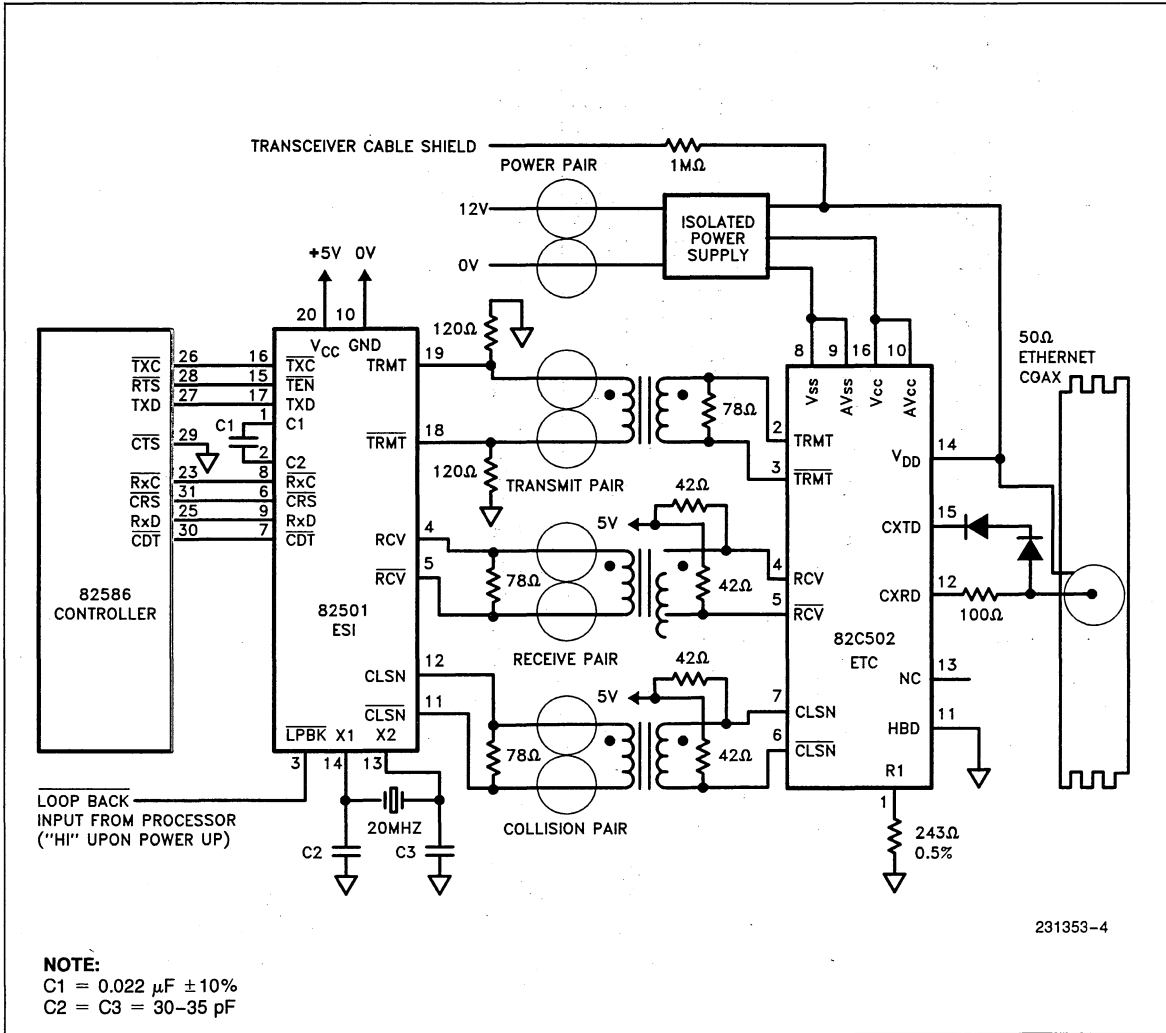 TRANSCEIVER CABLE SHIELD
1MΩ
POWER PAIR
12V
0V
ISOLATED
POWER
SUPPLY
+5V 0V
20 10
VCC GND
82586
CONTROLLER
TXC 26 16 TXC
RTS 28 15 TEN
TXD 27 17 TXD
C1
1 C1
CTS 29
2 C2
RxC 23 8 RxC
CRS 31 6 CRS
RxD 25 9 RxD
CDT 30 7 CDT
82501
ESI
TRMT 19
TRMT 18
RCV 4
RCV 5
CLSN 12
CLSN 11
LPBK X1 X2
3 14 13
LOOP BACK
INPUT FROM PROCESSOR
("HI" UPON POWER UP)
20MHZ
C2 C3
120Ω
120Ω
TRANSMIT PAIR
78Ω
78Ω
RECEIVE PAIR
5V
42Ω
42Ω
78Ω
COLLISION PAIR
5V
42Ω
42Ω
8 9 16 10
Vss AVss Vcc AVcc
2 TRMT
3 TRMT
4 RCV
5 RCV
7 CLSN
6 CLSN
82C502
ETC
VDD 14
CXTD 15
CXRD 12
100Ω
NC 13
HBD 11
R1
1
243Ω
0.5%
50Ω
ETHERNET
COAX
231353-4
NOTE:
C1 = 0.022 µF ±10%
C2 = C3 = 30–35 pF